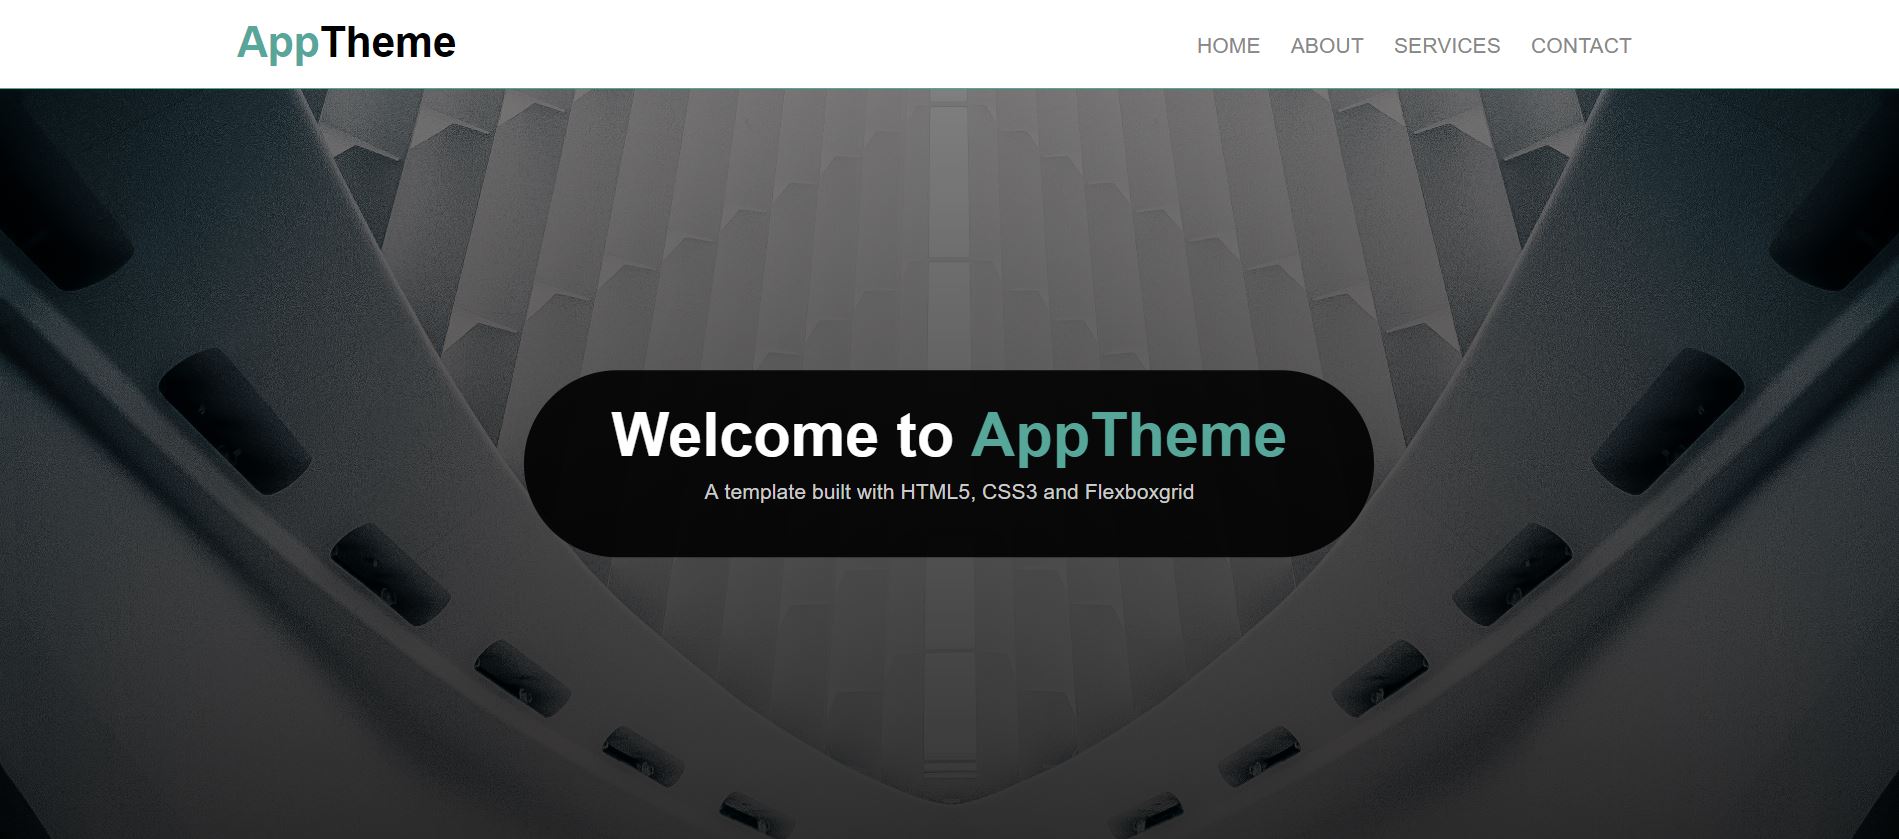 AppTheme
HOME ABOUT SERVICES CONTACT
Welcome to AppTheme
A template built with HTML5, CSS3 and Flexboxgrid